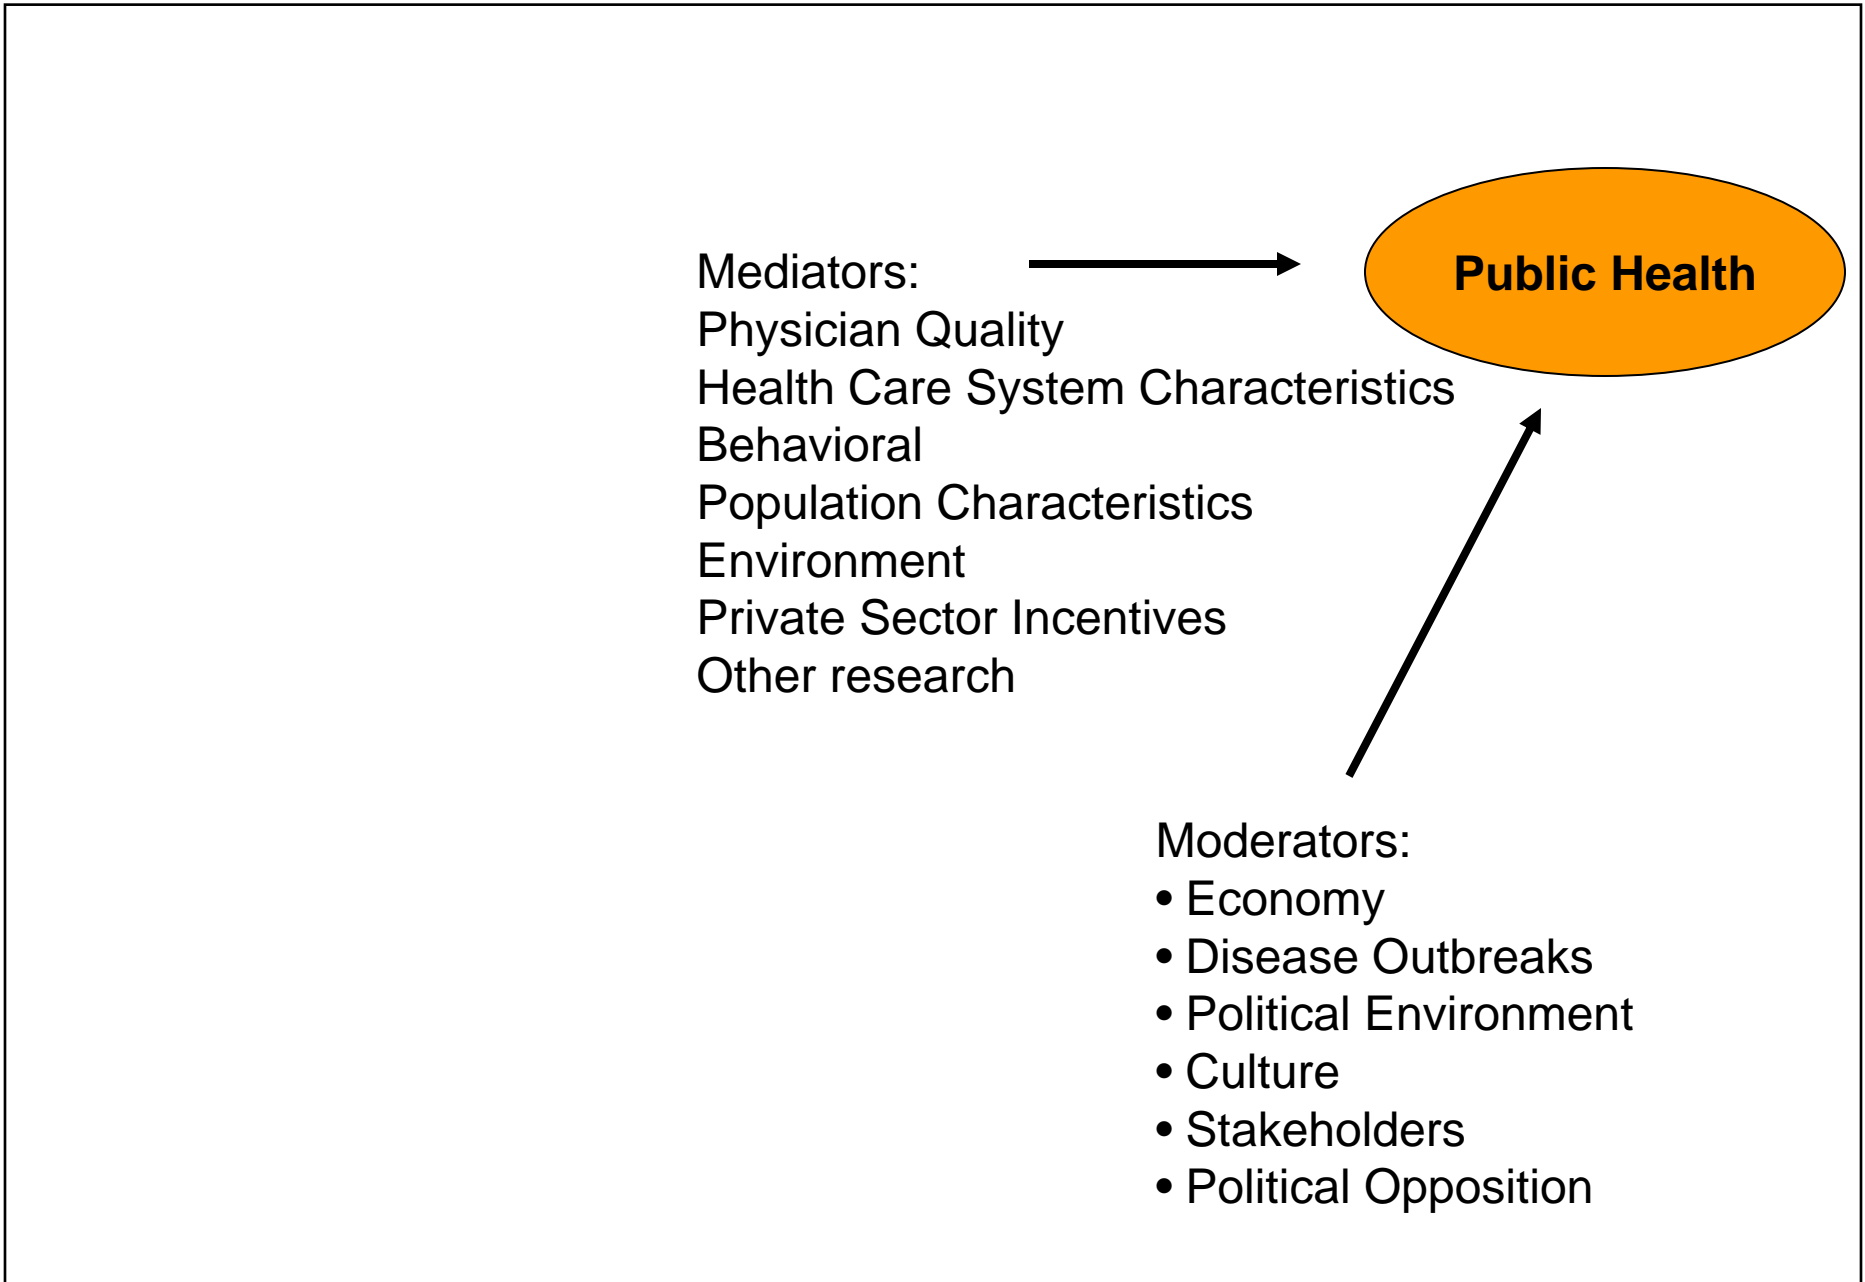 Public Health
Mediators:
Physician Quality
Health Care System Characteristics
Behavioral
Population Characteristics
Environment
Private Sector Incentives
Other research
Moderators:
• Economy
• Disease Outbreaks
• Political Environment
• Culture
• Stakeholders
• Political Opposition